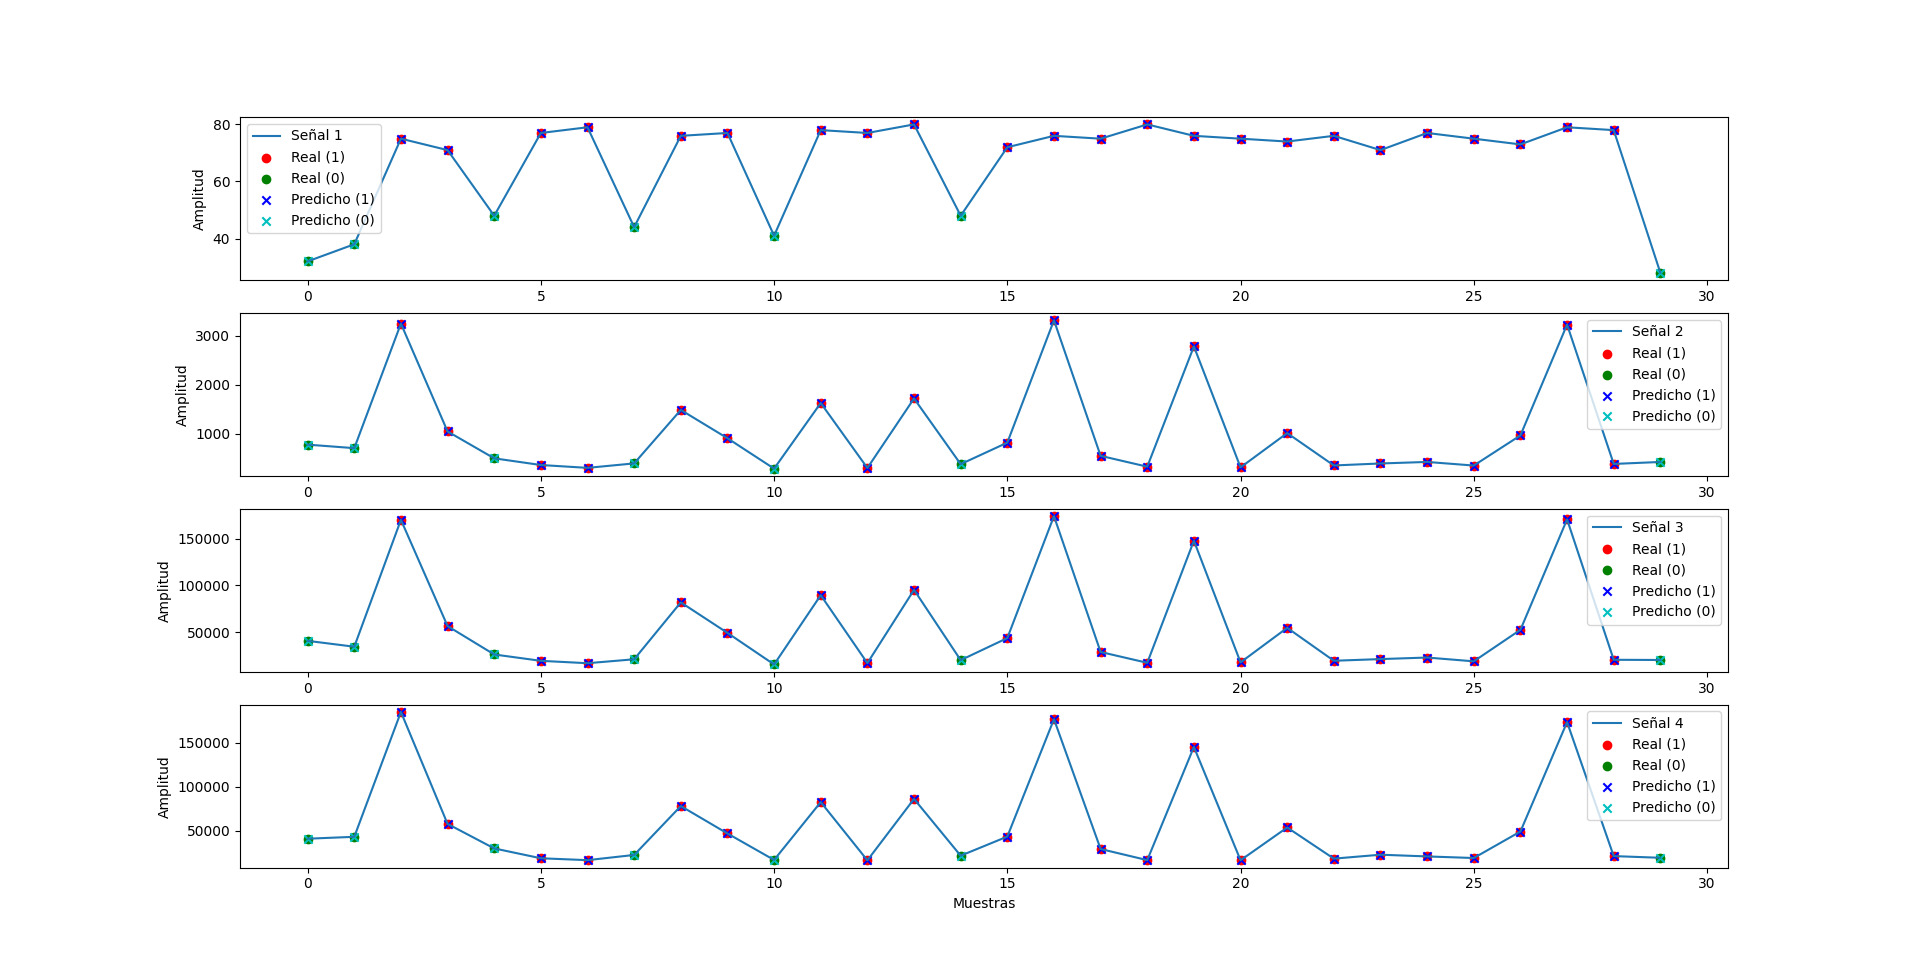 Amplitud
80
60
40
Señal 1
Real (1)
Real (0)
Predicho (1)
Predicho (0)
0 5 10 15 20 25 30
Amplitud
3000
2000
1000
Señal 2
Real (1)
Real (0)
Predicho (1)
Predicho (0)
0 5 10 15 20 25 30
Amplitud
150000
100000
50000
Señal 3
Real (1)
Real (0)
Predicho (1)
Predicho (0)
0 5 10 15 20 25 30
Amplitud
150000
100000
50000
Señal 4
Real (1)
Real (0)
Predicho (1)
Predicho (0)
0 5 10 15 20 25 30
Muestras